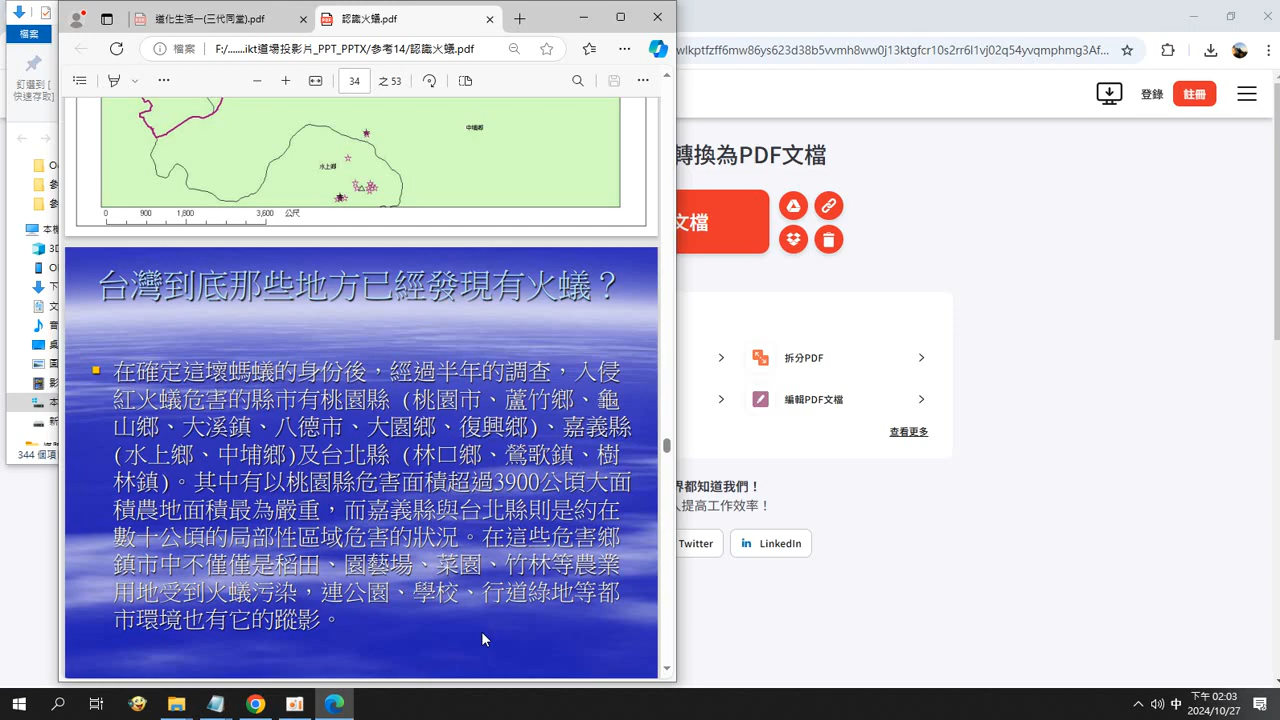 道化生活一(三代同堂).pdf
認識火蟻.pdf
檔案
檔案
F:/.......ikt道場投影片_PPT_PPTX/參考14/認識火蟻.pdf
34
之 53
釘選到 [
快速存取]
中埔鄉
水上鄉
0 900 1,800 3,600 公尺
台灣到底那些地方已經發現有火蟻？
在確定這壞螞蟻的身份後，經過半年的調查，入侵
紅火蟻危害的縣市有桃園縣 (桃園市、蘆竹鄉、龜
山鄉、大溪鎮、八德市、大園鄉、復興鄉)、嘉義縣
(水上鄉、中埔鄉)及台北縣 (林口鄉、鶯歌鎮、樹
林鎮)。其中有以桃園縣危害面積超過3900公頃大面
積農地面積最為嚴重，而嘉義縣與台北縣則是約在
數十公頃的局部性區域危害的狀況。在這些危害鄉
鎮市中不僅僅是稻田、園藝場、菜園、竹林等農業
用地受到火蟻污染，連公園、學校、行道綠地等都
市環境也有它的蹤影。
344 個項
登錄
註冊
轉換為PDF文檔
文檔
拆分PDF
編輯PDF文檔
查看更多
界都知道我們！
人提高工作效率！
Twitter
LinkedIn
中
下午 02:03
2024/10/27